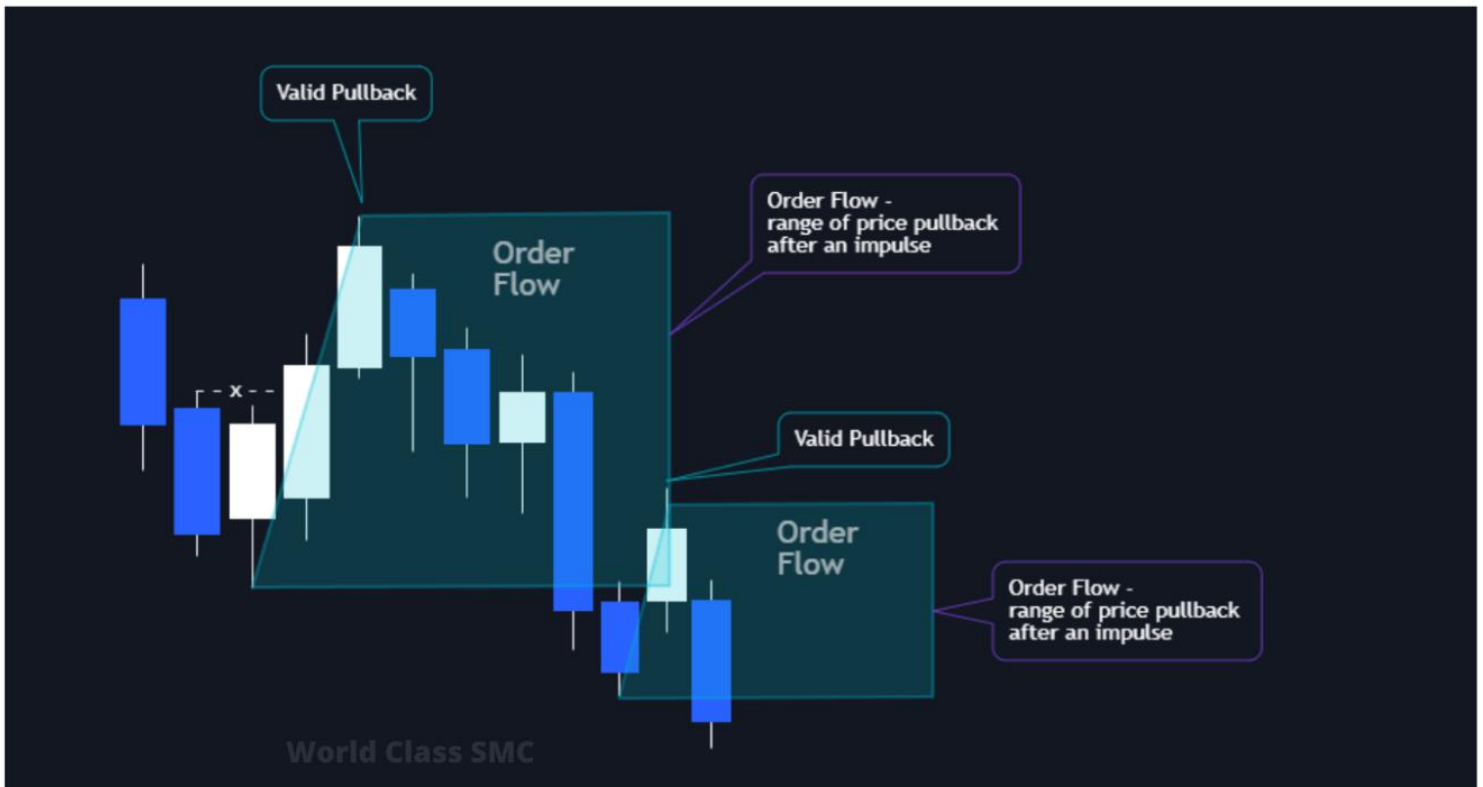 Valid Pullback
Order Flow -
range of price pullback
after an impulse
Order
Flow
x
Valid Pullback
Order
Flow
Order Flow -
range of price pullback
after an impulse
World Class SMC